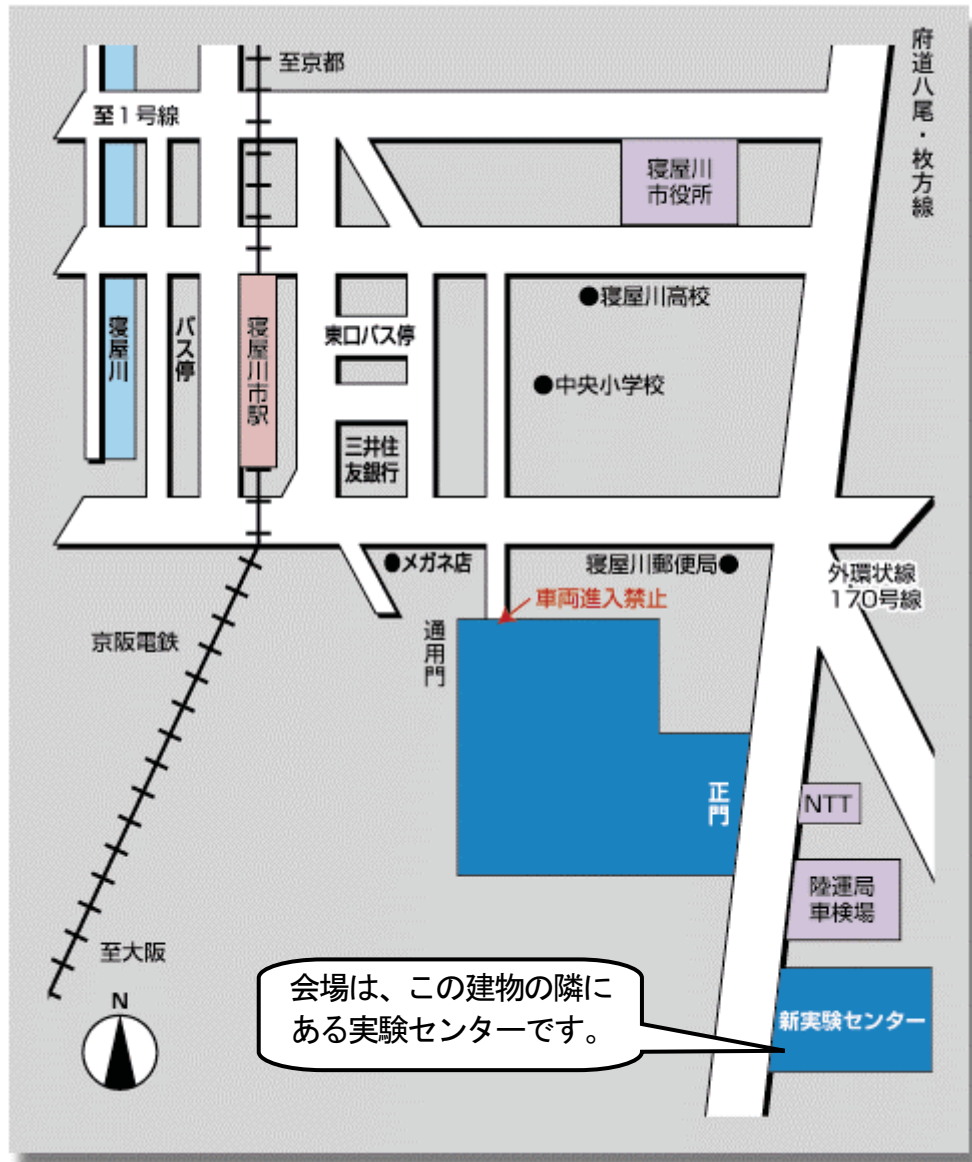 至京都
府道八尾・枚方線
至1号線
寝屋川
市役所
●寝屋川高校
寝屋川
バス停
寝屋川市駅
東口バス停
●中央小学校
三井住
友銀行
●メガネ店
寝屋川郵便局●
外環状線
170号線
車両進入禁止
通用門
京阪電鉄
正門
NTT
陸運局
車検場
至大阪
会場は、この建物の隣に
ある実験センターです。
新実験センター
N